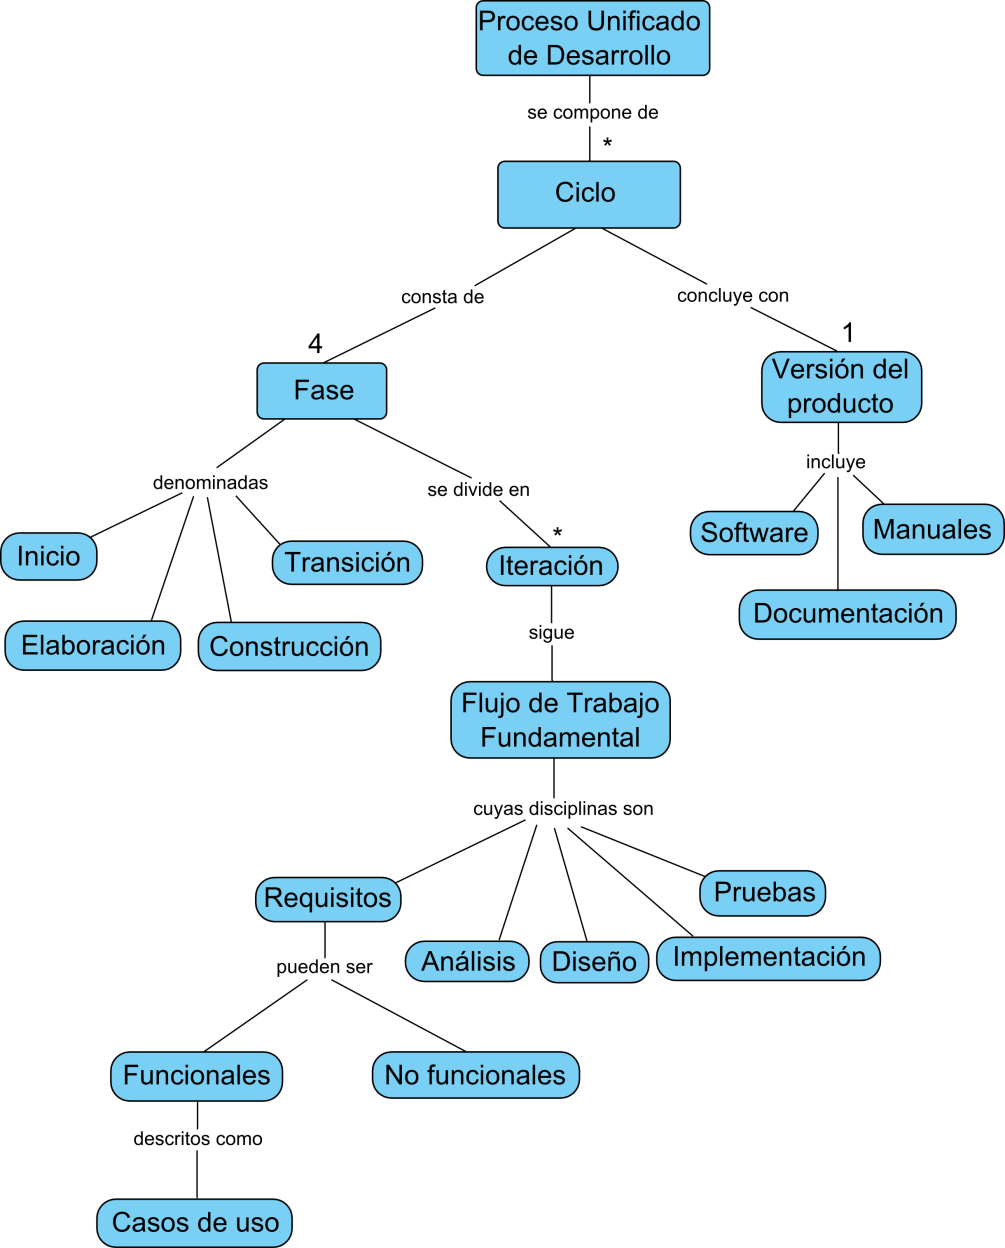 Proceso Unificado
de Desarrollo
se compone de
*
Ciclo
consta de
concluye con
4
1
Fase
Versión del
producto
denominadas
se divide en
incluye
*
Inicio
Transición
Iteración
Software
Manuales
Elaboración
Construcción
Documentación
sigue
Flujo de Trabajo
Fundamental
cuyas disciplinas son
Requisitos
Pruebas
Análisis
Diseño
Implementación
pueden ser
Funcionales
No funcionales
descritos como
Casos de uso